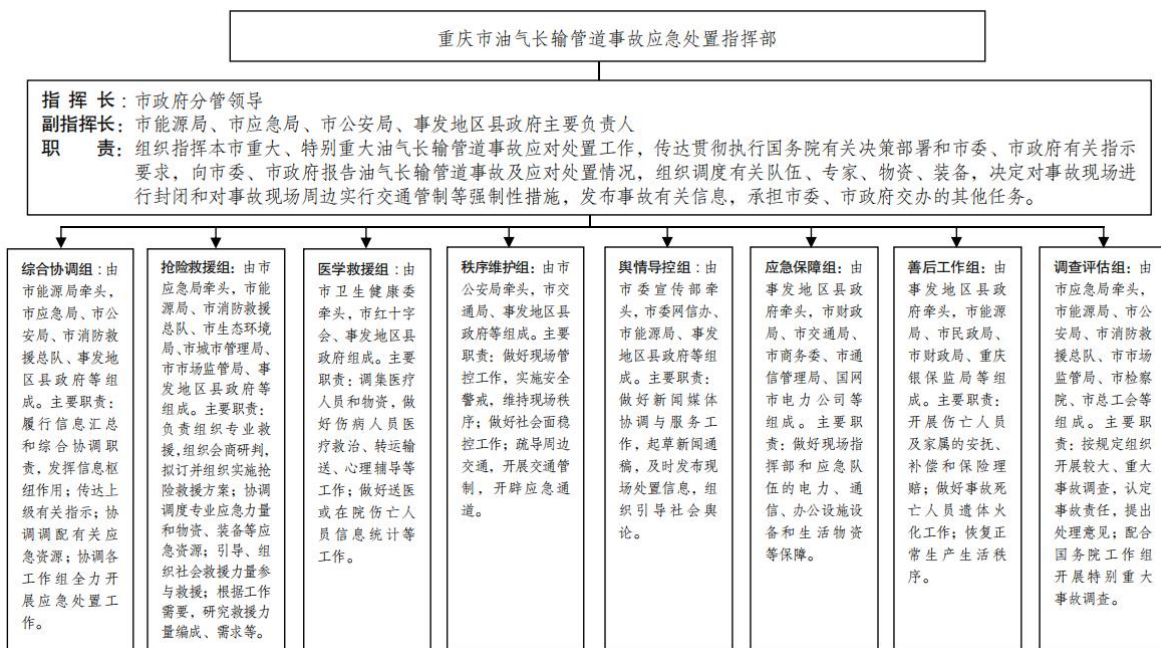 重庆市油气长输管道事故应急处置指挥部
指 挥 长：市政府分管领导
副指挥长：市能源局、市应急局、市公安局、事发地区县政府主要负责人
职 责：组织指挥本市重大、特别重大油气长输管道事故应对处置工作，传达贯彻执行国务院有关决策部署和市委、市政府有关指示
要求，向市委、市政府报告油气长输管道事故及应对处置情况，组织调度有关队伍、专家、物资、装备，决定对事故现场进
行封闭和对事故现场周边实行交通管制等强制性措施，发布事故有关信息，承担市委、市政府交办的其他任务。
综合协调组：由
市能源局牵头，
市应急局、市公
安局、市消防救
援总队、事发地
区县政府等组
成。主要职责：
履行信息汇总
和综合协调职
责，发挥信息枢
纽作用；传达上
级有关指示；协
调调配有关应
急资源；协调各
工作组全力开
展应急处置工
作。
抢险救援组：由市
应急局牵头，市能
源局、市消防救援
总队、市生态环境
局、市城市管理局、
市市场监管局、事
发地区县政府等
组成。主要职责：
负责组织专业救
援，组织会商研判，
拟订并组织实施抢
险救援方案；协调
调度专业应急力量
和物资、装备等应
急资源；引导、组
织社会救援力量参
与救援；根据工作
需要，研究救援力
量编成、需求等。
医学救援组：由
市卫生健康委
牵头，市红十字
会、事发地区县
政府组成。主要
职责：调集医疗
人员和物资，做
好伤病人员医
疗救治、转运输
送、心理辅导等
工作；做好送医
或在院伤亡人
员信息统计等
工作。
秩序维护组：由市
公安局牵头，市交
通局、事发地区县
政府等组成。主要
职责：做好现场管
控工作，实施安全
警戒，维持现场秩
序；做好社会面稳
控工作；疏导周边
交通，开展交通管
制，开辟应急通
道。
舆情导控组：由
市委宣传部牵
头，市委网信办、
市能源局、事发
地区县政府等组
成。主要职责：
做好新闻媒体
协调与服务工
作，起草新闻通
稿，及时发布现
场处置信息，组
织引导社会舆
论。
应急保障组：由
事发地区县政
府牵头，市财政
局、市交通局、
市商务委、市通
信管理局、国网
市电力公司等
组成。主要职
责：做好现场指
挥部和应急队
伍的电力、通
信、办公设施设
备和生活物资
等保障。
善后工作组：由
事发地区县政
府牵头，市能源
局、市民政局、
市财政局、重庆
银保监局等组
成。主要职责：
开展伤亡人员
及家属的安抚、
补偿和保险理
赔；做好事故死
亡人员遗体火
化工作；恢复正
常生产生活秩
序。
调查评估组：由
市应急局牵头，
市能源局、市公
安局、市消防救
援总队、市市场
监管局、市检察
院、市总工会等
组成。主要职
责：按规定组织
开展较大、重大
事故调查，认定
事故责任，提出
处理意见；配合
国务院工作组
开展特别重大
事故调查。